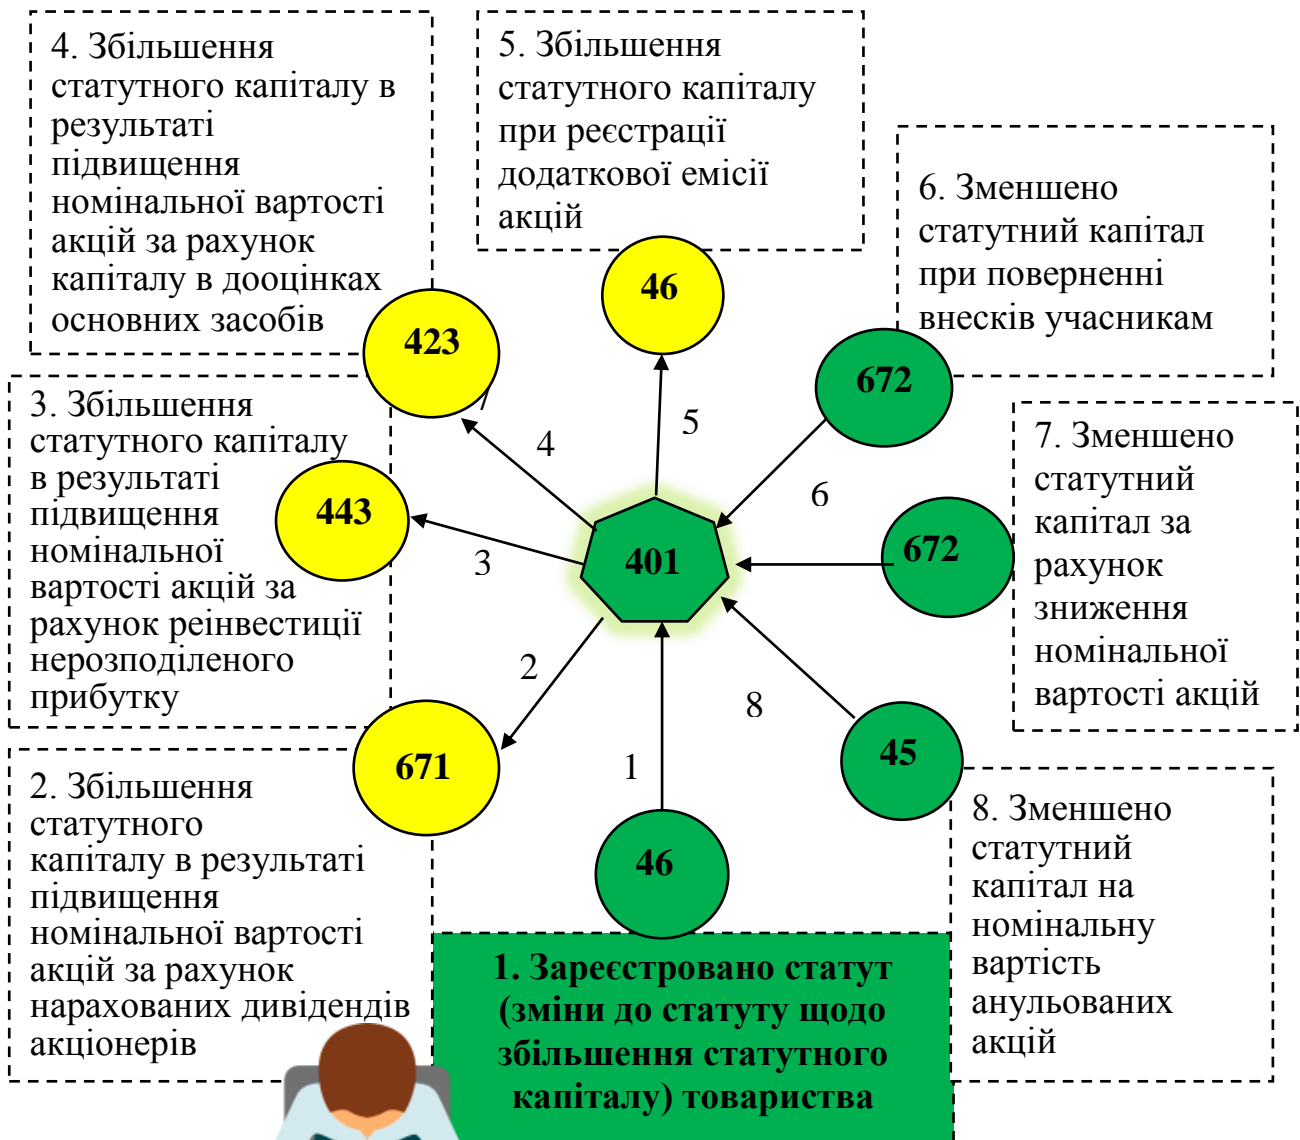 4. Збільшення
статутного капіталу в
результаті
підвищення
номінальної вартості
акцій за рахунок
капіталу в дооцінках
основних засобів
5. Збільшення
статутного капіталу
при реєстрації
додаткової емісії
акцій
6. Зменшено
статутний капітал
при поверненні
внесків учасникам
3. Збільшення
статутного капіталу
в результаті
підвищення
номінальної
вартості акцій за
рахунок реінвестиції
нерозподіленого
прибутку
7. Зменшено
статутний
капітал за
рахунок
зниження
номінальної
вартості акцій
2. Збільшення
статутного
капіталу в результаті
підвищення
номінальної вартості
акцій за рахунок
нарахованих дивідендів
акціонерів
8. Зменшено
статутний
капітал на
номінальну
вартість
анульованих
акцій
1. Зареєстровано статут
(зміни до статуту щодо
збільшення статутного
капіталу) товариства
46
423
672
443
401
672
671
45
46
5
4
6
3
2
8
1